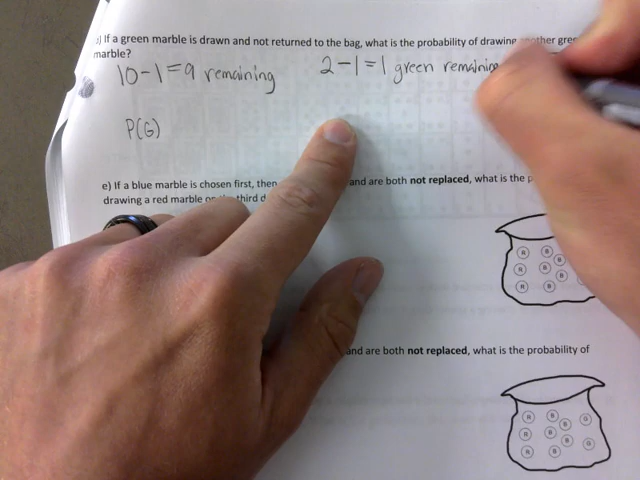 ) If a green marble is drawn and not returned to the bag, what is the probability of drawing another gre
marble?
10-1=9 remaining 2-1=1 green remaining
P(G)
e) If a blue marble is chosen first, then and are both not replaced, what is the p
drawing a red marble third d
R B
B
R B B
R B
and are both not replaced, what is the probability of
R B G
B
R B
B G
R B